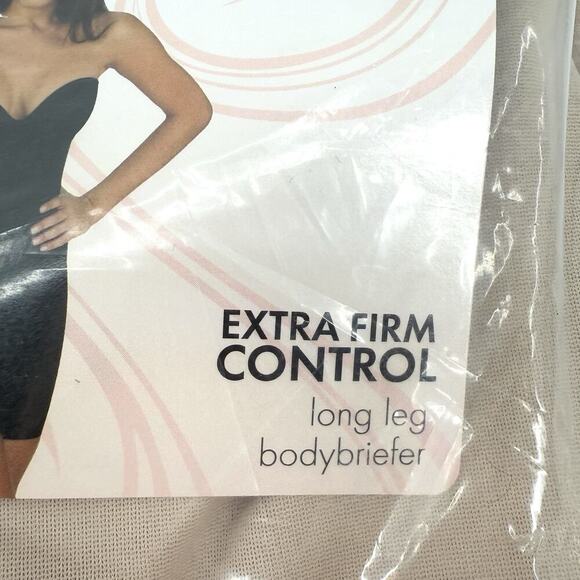 EXTRA FIRM
CONTROL
long leg
bodybriefer